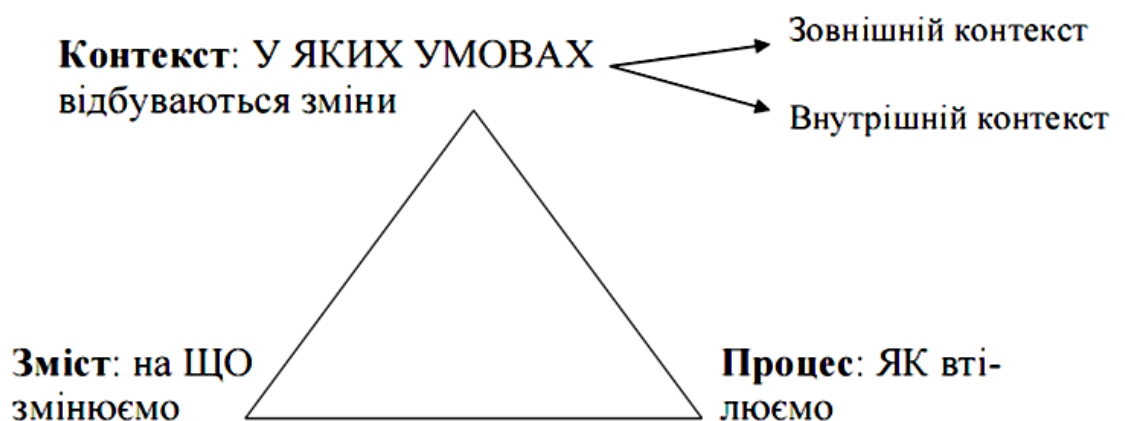 Контекст: У ЯКИХ УМОВАХ
відбуваються зміни
Зовнішній контекст
Внутрішній контекст
Зміст: на ЩО
змінюємо
Процес: ЯК вті-
люємо